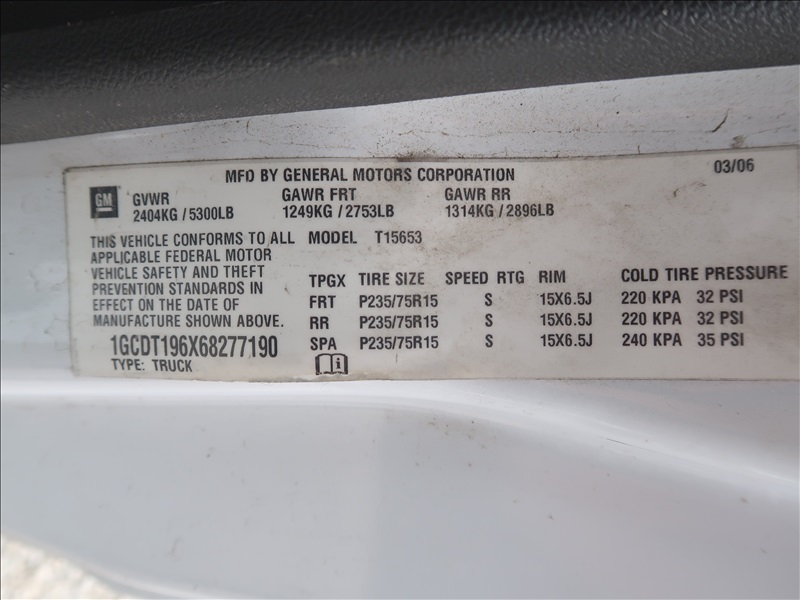 MFD BY GENERAL MOTORS CORPORATION 03/06
GM
GVWR GAWR FRT GAWR RR
2404KG / 5300LB 1249KG / 2753LB 1314KG / 2896LB
THIS VEHICLE CONFORMS TO ALL
APPLICABLE FEDERAL MOTOR
VEHICLE SAFETY AND THEFT
PREVENTION STANDARDS IN
EFFECT ON THE DATE OF
MANUFACTURE SHOWN ABOVE.
1GCDT196X68277190
TYPE: TRUCK
MODEL T15653
TPGX TIRE SIZE SPEED RTG RIM COLD TIRE PRESSURE
FRT P235/75R15 S 15X6.5J 220 KPA 32 PSI
RR P235/75R15 S 15X6.5J 220 KPA 32 PSI
SPA P235/75R15 S 15X6.5J 240 KPA 35 PSI
i